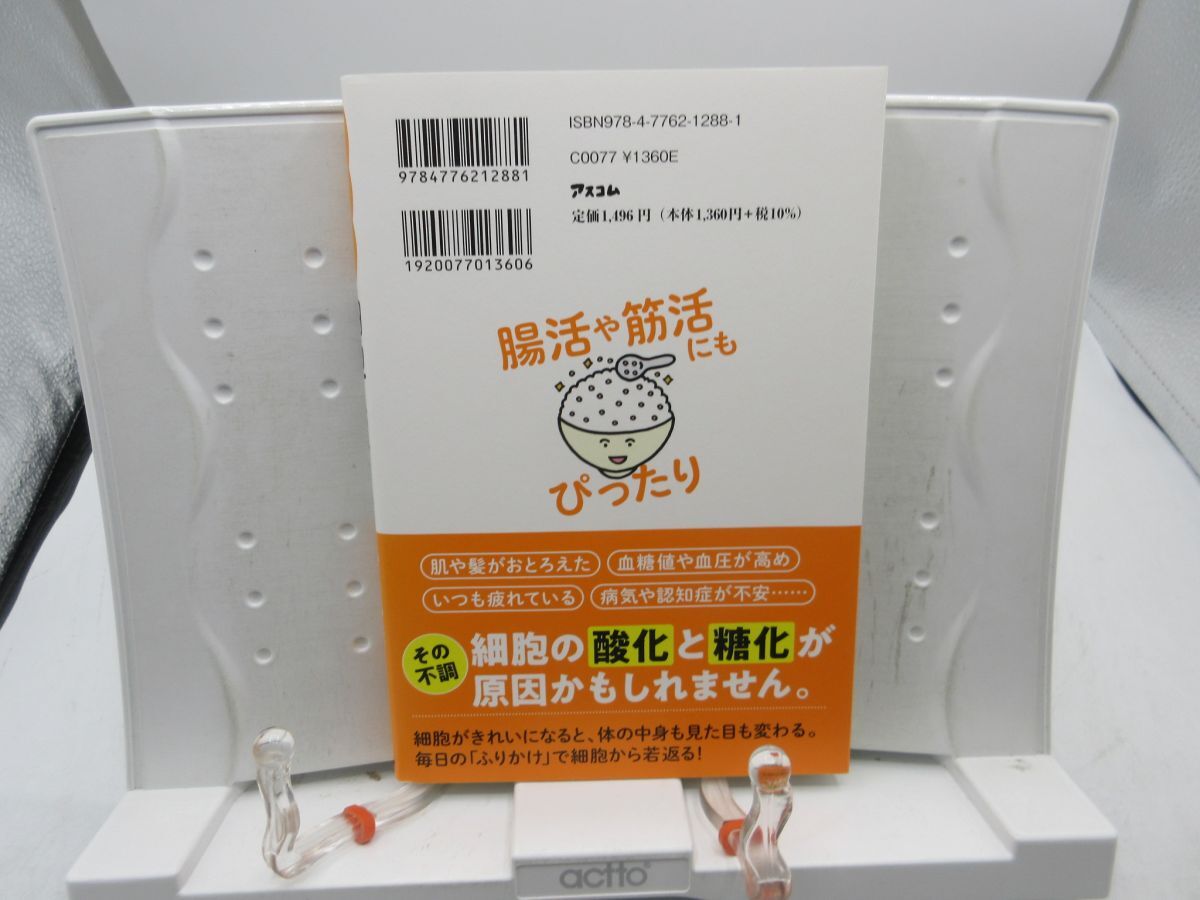 9784776212881
1920077013606
ISBN978-4-7762-1288-1
C0077 ¥1360E
アスコム
定価1,496円（本体1,360円＋税10%）
腸活や筋活
にも
ぴったり
肌や髪がおとろえた
血糖値や血圧が高め
いつも疲れている
病気や認知症が不安……
その
不調
細胞の酸化と糖化が
原因かもしれません。
細胞がきれいになると、体の中身も見た目も変わる。
毎日の「ふりかけ」で細胞から若返る!
actto